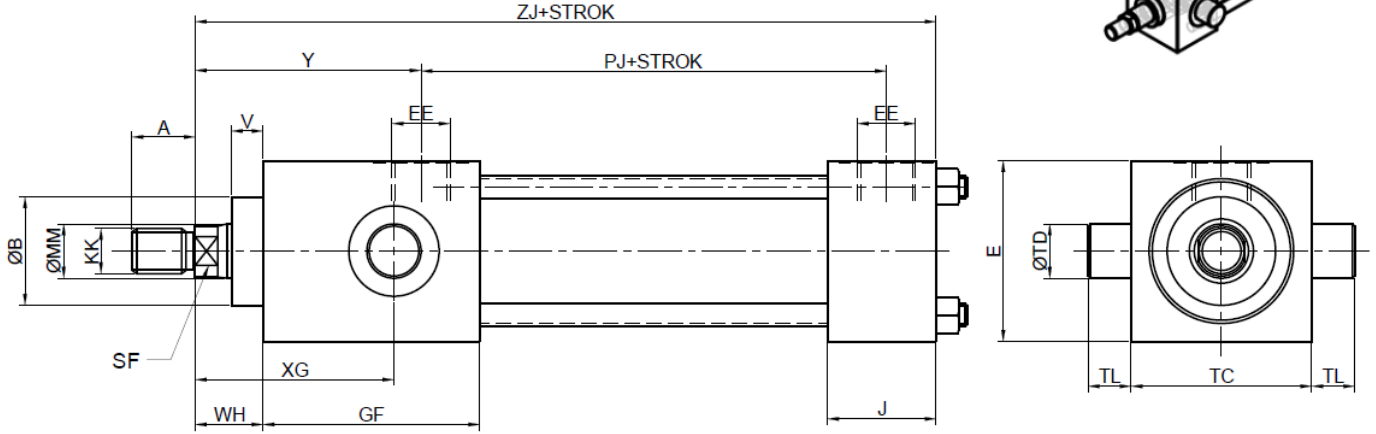 ZJ+STROK
Y
PJ+STROK
A
V
EE
EE
ØB
ØMM
KK
SF
XG
WH
GF
J
E
ØTD
TL
TC
TL